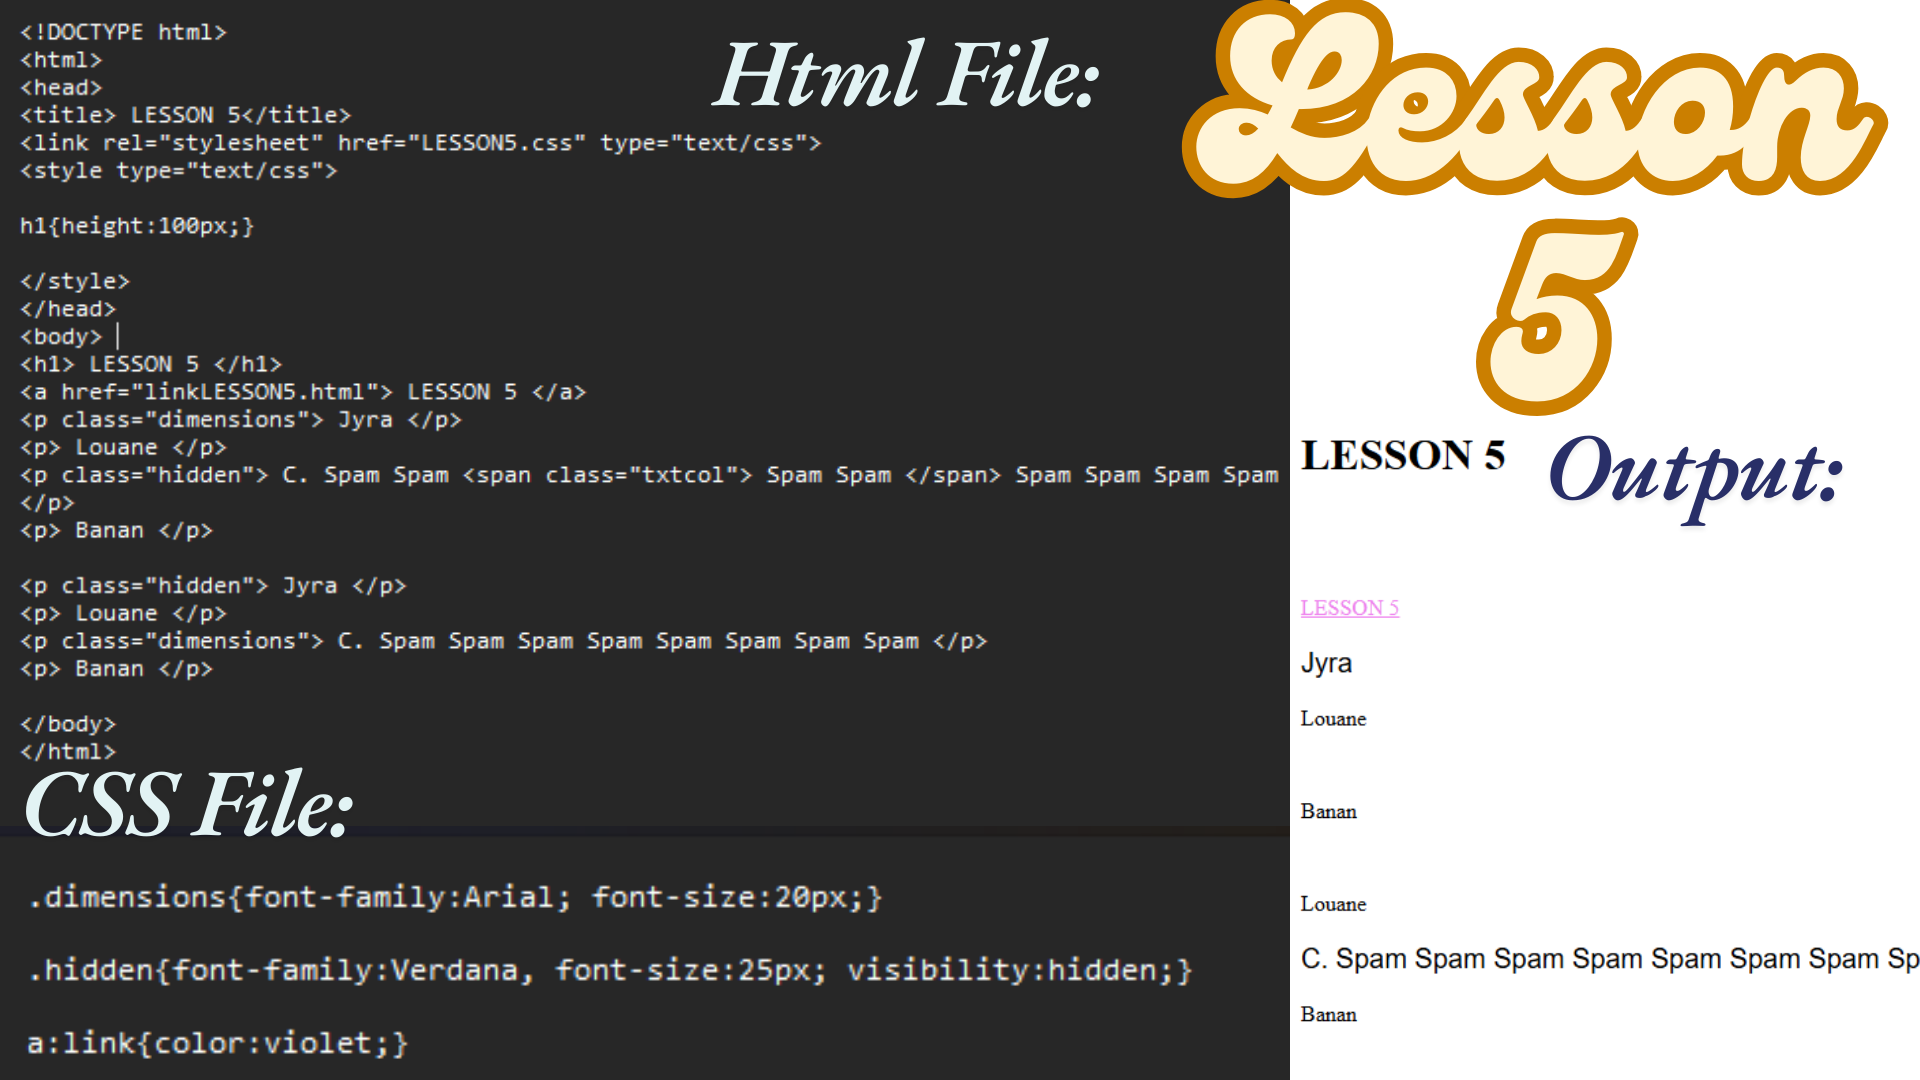 <!DOCTYPE html>
<html>
<head>
<title> LESSON 5</title>
<link rel="stylesheet" href="LESSON5.css" type="text/css">
<style type="text/css">
h1{height:100px;}
</style>
</head>
<body>
<h1> LESSON 5 </h1>
<a href="linkLESSON5.html"> LESSON 5 </a>
<p class="dimensions"> Jyra </p>
<p> Louane </p>
<p class="hidden"> C. Spam Spam <span class="txtcol"> Spam Spam </span> Spam Spam Spam Spam
</p>
<p> Banan </p>
<p class="hidden"> Jyra </p>
<p> Louane </p>
<p class="dimensions"> C. Spam Spam Spam Spam Spam Spam Spam Spam </p>
<p> Banan </p>
</body>
</html>
Html File:
CSS File:
.dimensions{font-family:Arial; font-size:20px;}
.hidden{font-family:Verdana, font-size:25px; visibility:hidden;}
a:link{color:violet;}
Lesson
5
Output:
LESSON 5
LESSON 5
Jyra
Louane
Banan
Louane
C. Spam Spam Spam Spam Spam Spam Spam Sp
Banan